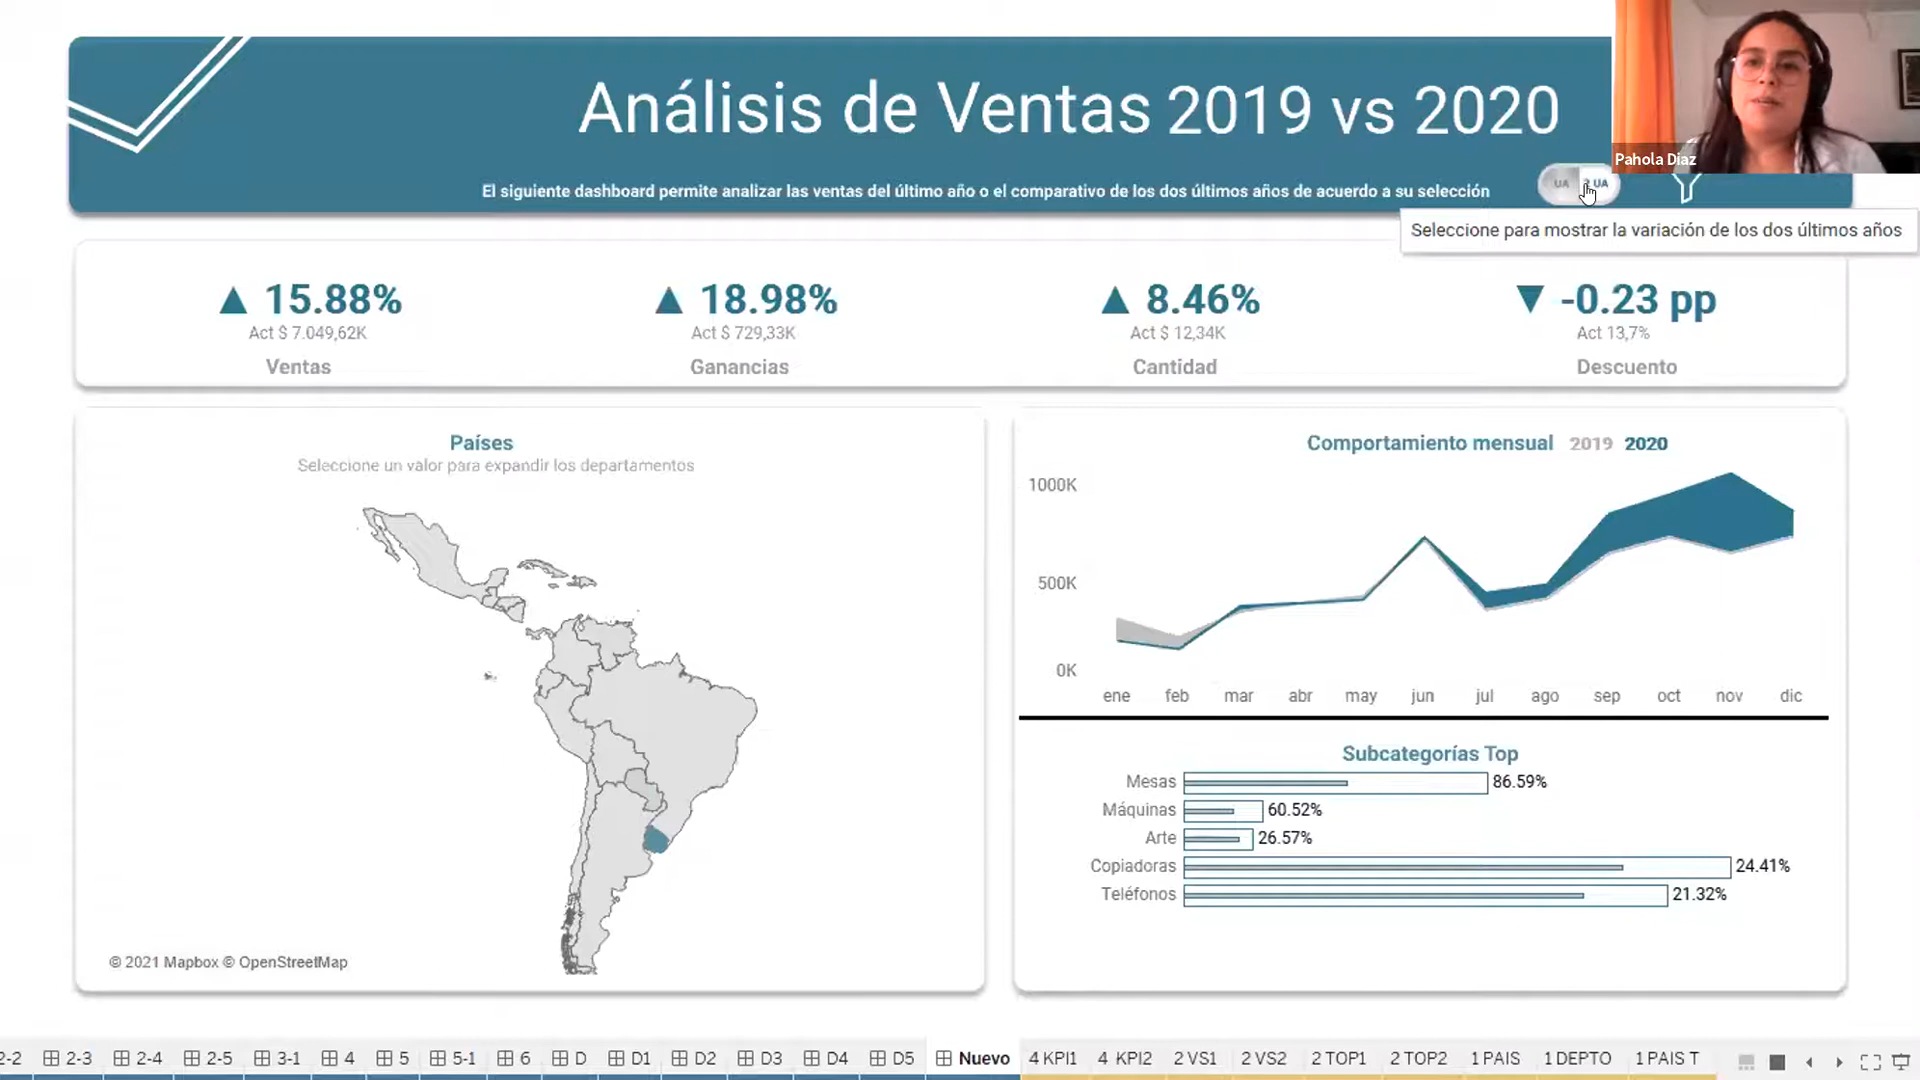 Análisis de Ventas 2019 vs 2020
El siguiente dashboard permite analizar las ventas del último año o el comparativo de los dos últimos años de acuerdo a su selección
UA
UA
Pahola Diaz
Seleccione para mostrar la variación de los dos últimos años
▲ 15.88%
Act $ 7.049,62K
Ventas
▲ 18.98%
Act $ 729,33K
Ganancias
▲ 8.46%
Act $ 12,34K
Cantidad
▼ -0.23 pp
Act 13,7%
Descuento
Países
Seleccione un valor para expandir los departamentos
© 2021 Mapbox © OpenStreetMap
Comportamiento mensual 2019 2020
1000K
500K
0K
ene feb mar abr may jun jul ago sep oct nov dic
Subcategorías Top
Mesas 86.59%
Máquinas 60.52%
Arte 26.57%
Copiadoras 24.41%
Teléfonos 21.32%
2-2 2-3 2-4 2-5 3-1 4 5 5-1 6 D D1 D2 D3 D4 D5 Nuevo 4 KPI1 4 KPI2 2 VS1 2 VS2 2 TOP1 2 TOP2 1 PAIS 1 DEPTO 1 PAIS T